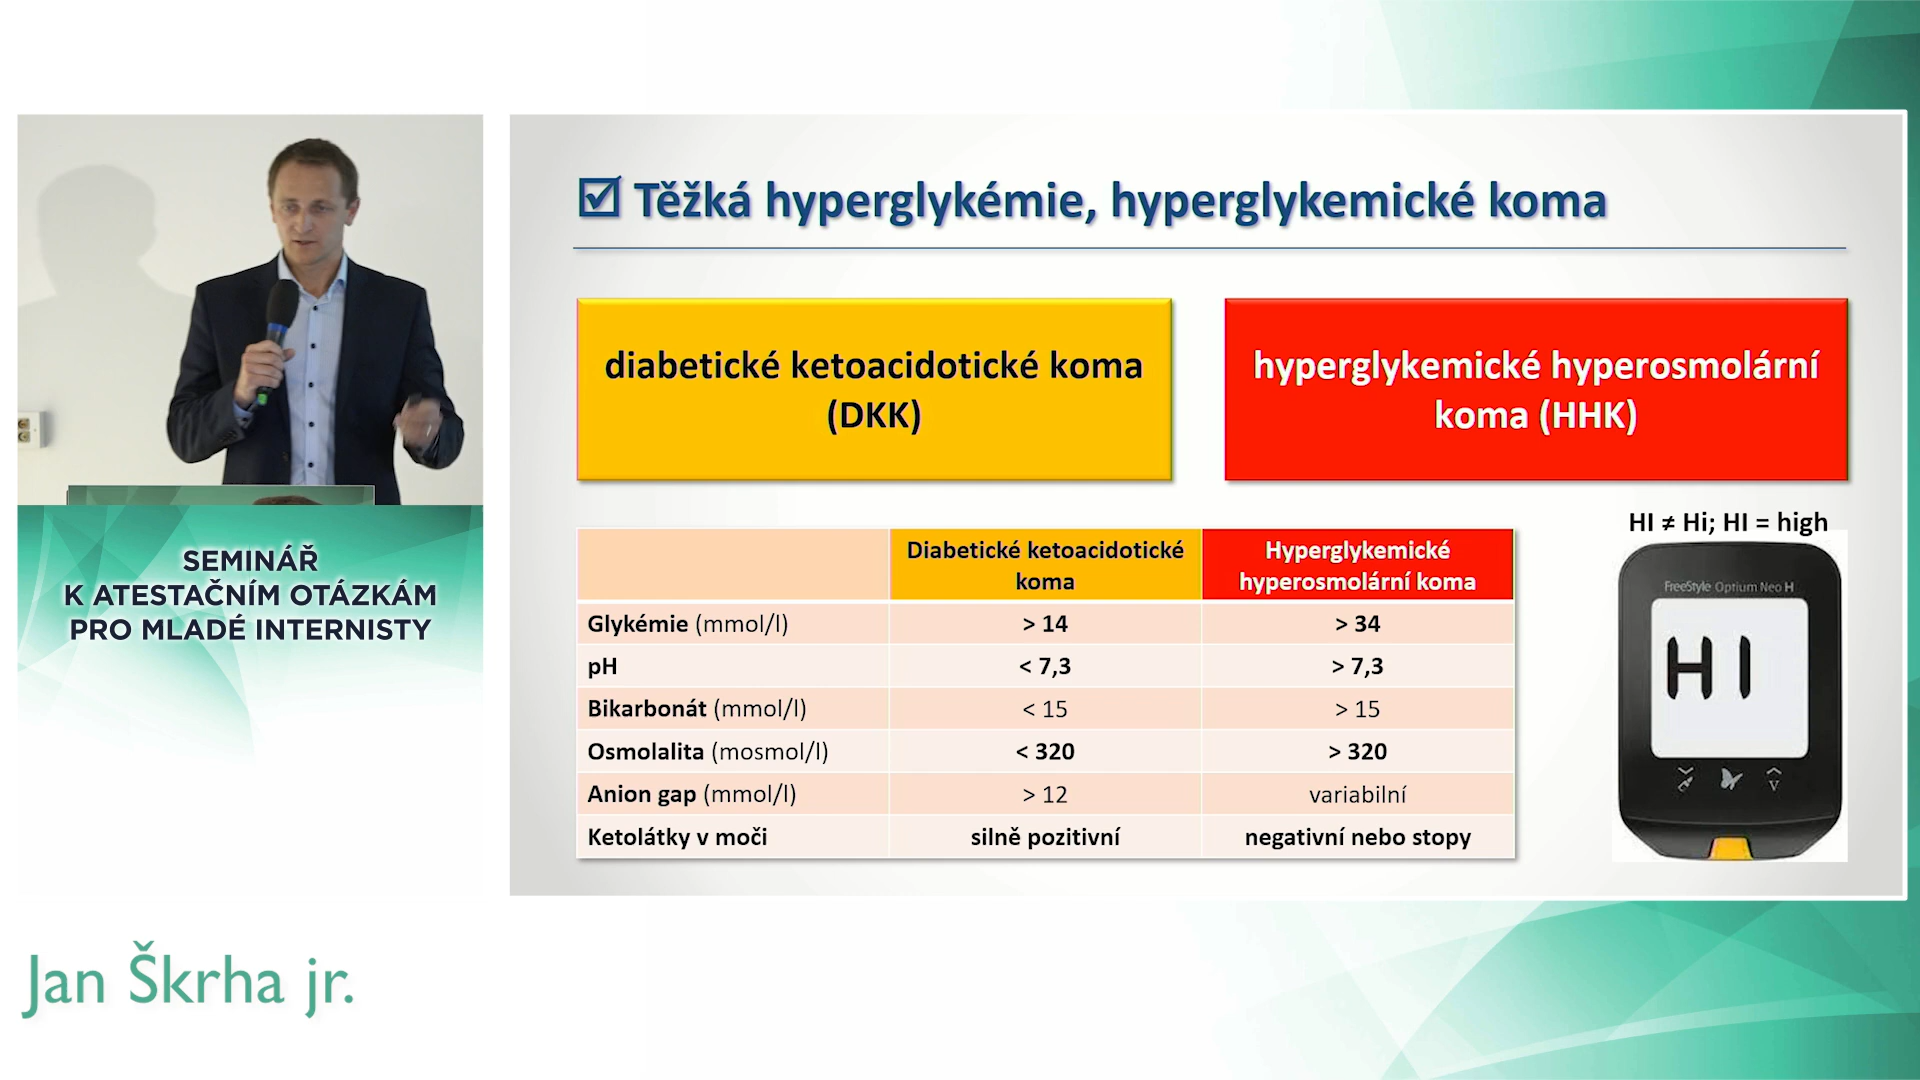 SEMINÁŘ
K ATESTAČNÍM OTÁZKÁM
PRO MLADÉ INTERNISTY
Jan Škrha jr.
Těžká hyperglykémie, hyperglykemické koma
diabetické ketoacidotické koma
(DKK)
hyperglykemické hyperosmolární
koma (HHK)
Diabetické ketoacidotické
koma
Hyperglykemické
hyperosmolární koma
Glykémie (mmol/l) > 14 > 34
pH < 7,3 > 7,3
Bikarbonát (mmol/l) < 15 > 15
Osmolalita (mosmol/l) < 320 > 320
Anion gap (mmol/l) > 12 variabilní
Ketolátky v moči silně pozitivní negativní nebo stopy
HI ≠ Hi; HI = high
FreeStyle Optium Neo H
HI